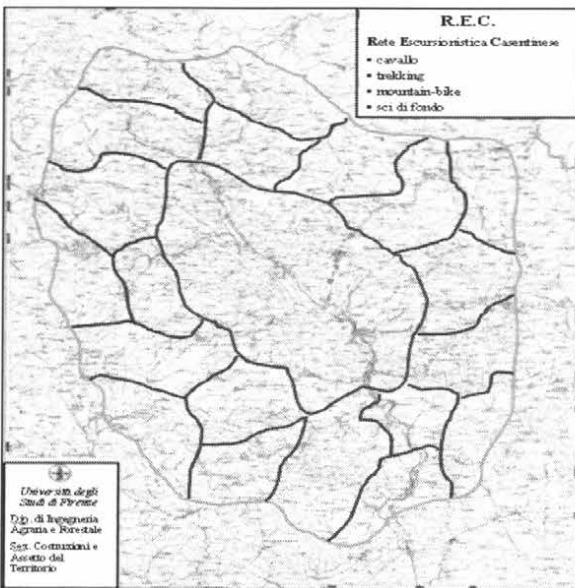 R.E.C.
Rete Escursionistica Casentinese
▪ cavallo
▪ trekking
▪ mountain-bike
▪ sci di fondo
Università degli
Studi di Firenze
Dip. di Ingegneria
Agraria e Forestale
Sez. Costruzioni e
Assetto del
Territorio